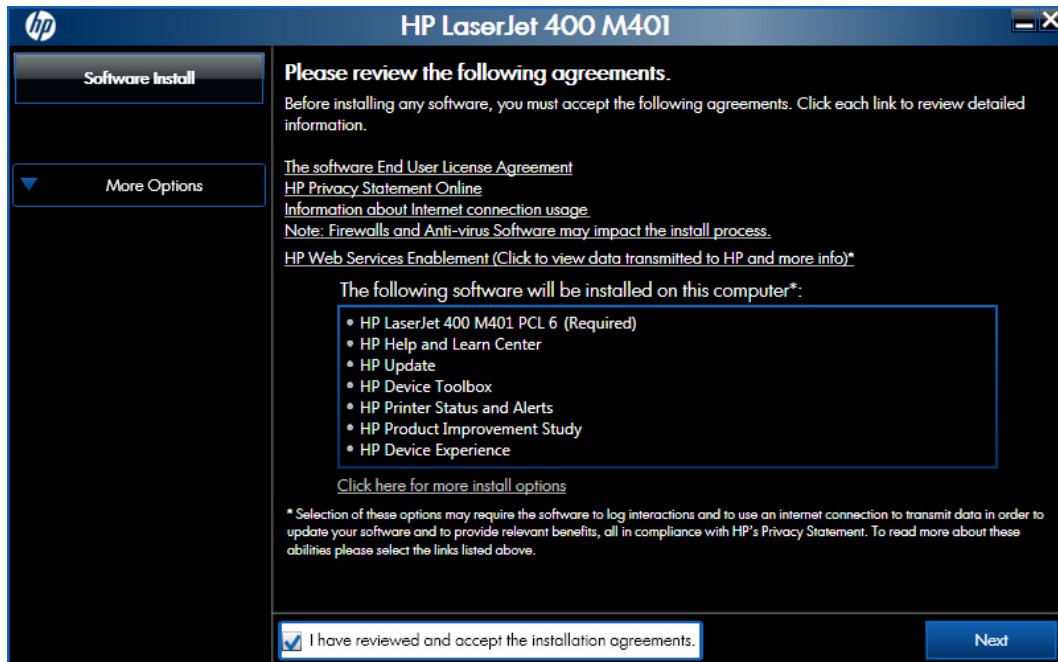 hp
HP LaserJet 400 M401
Software Install
More Options
Please review the following agreements.
Before installing any software, you must accept the following agreements. Click each link to review detailed
information.
The software End User License Agreement
HP Privacy Statement Online
Information about Internet connection usage
Note: Firewalls and Anti-virus Software may impact the install process.
HP Web Services Enablement (Click to view data transmitted to HP and more info)*
The following software will be installed on this computer*:
• HP LaserJet 400 M401 PCL 6 (Required)
• HP Help and Learn Center
• HP Update
• HP Device Toolbox
• HP Printer Status and Alerts
• HP Product Improvement Study
• HP Device Experience
Click here for more install options
* Selection of these options may require the software to log interactions and to use an internet connection to transmit data in order to
update your software and to provide relevant benefits, all in compliance with HP's Privacy Statement. To read more about these
abilities please select the links listed above.
I have reviewed and accept the installation agreements.
Next